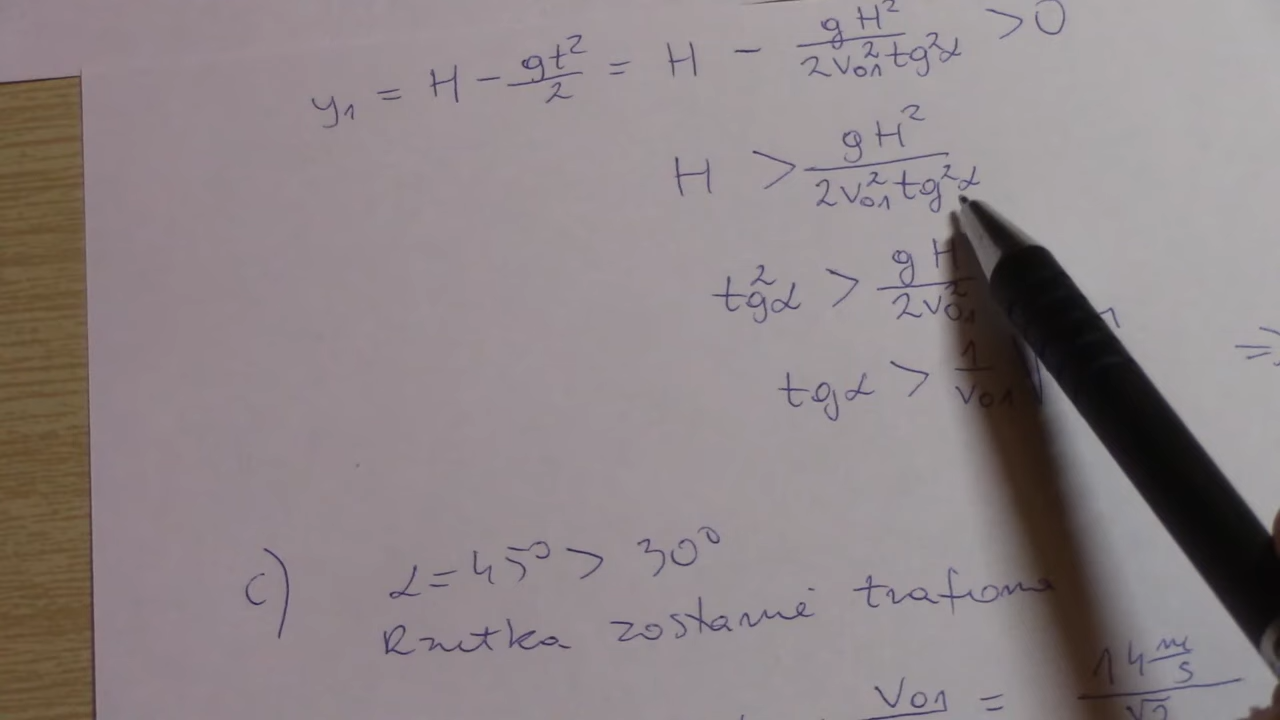 y₁ = H - gt²/2 = H - gH²/(2v₀₁²tg²α) > 0
H > gH²/(2v₀₁²tg²α)
tg²α > gH/(2v₀₁²)
tgα > 1/v₀₁ √
c) α = 45° > 30°
Rzutka zostanie trafiona
v₀₁ = 14 m/s / √2